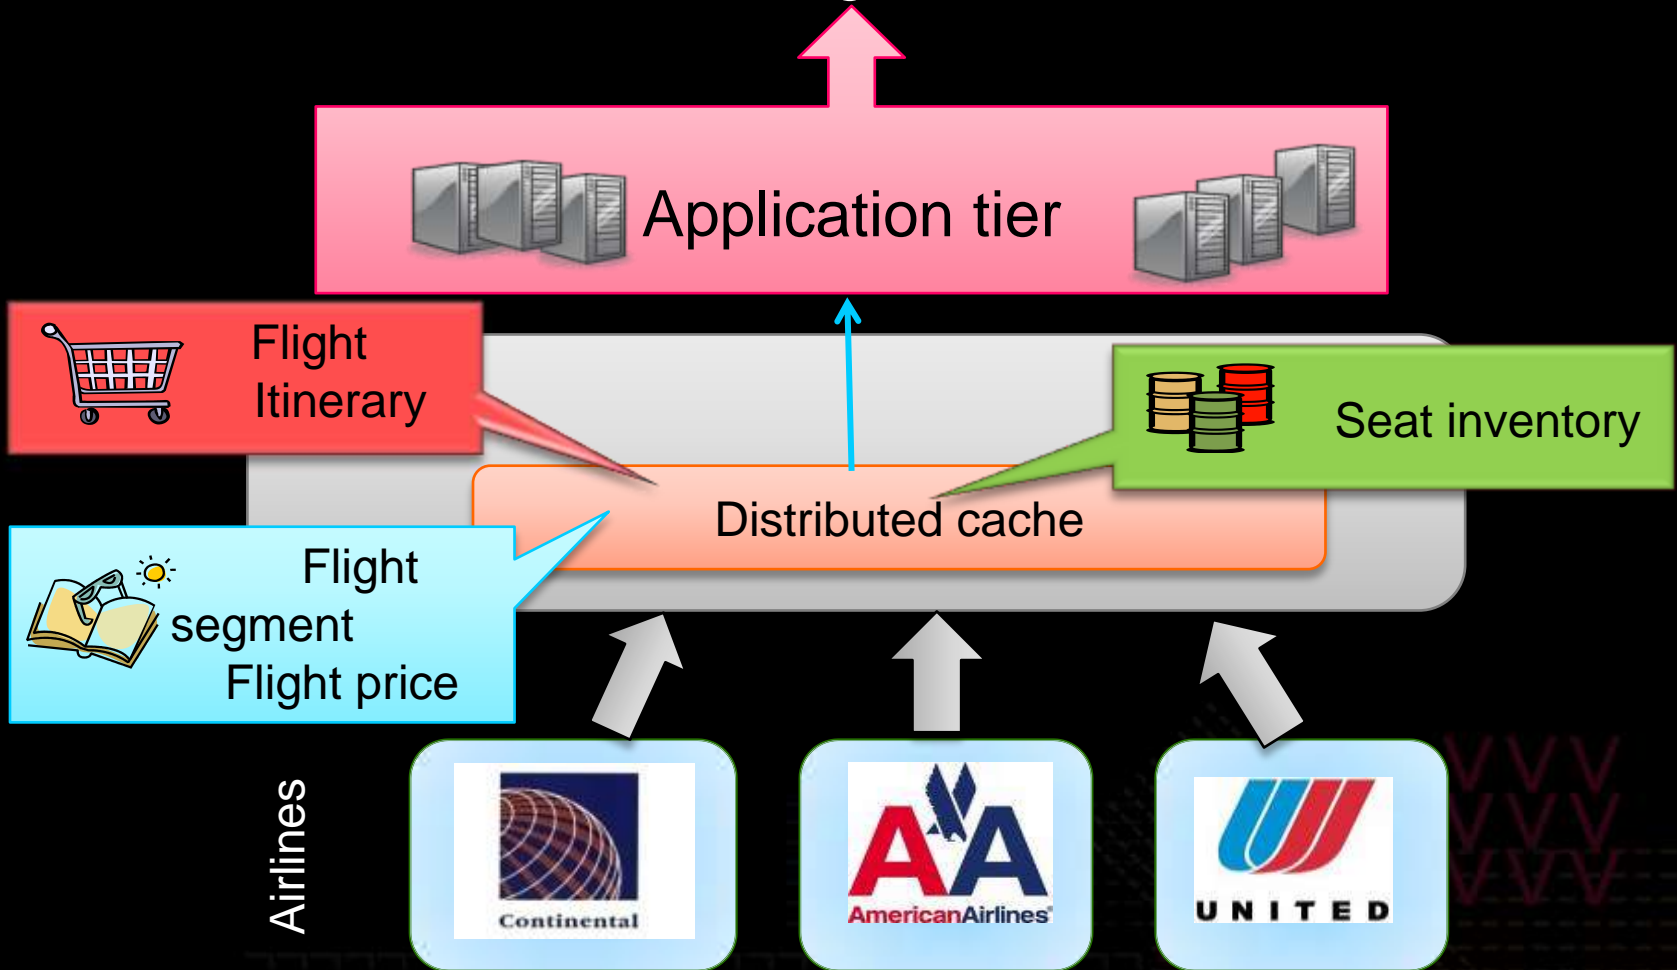 Application tier
Flight
Itinerary
Seat inventory
Distributed cache
Flight
segment
Flight price
Airlines
Continental
AA
AmericanAirlines
UNITED